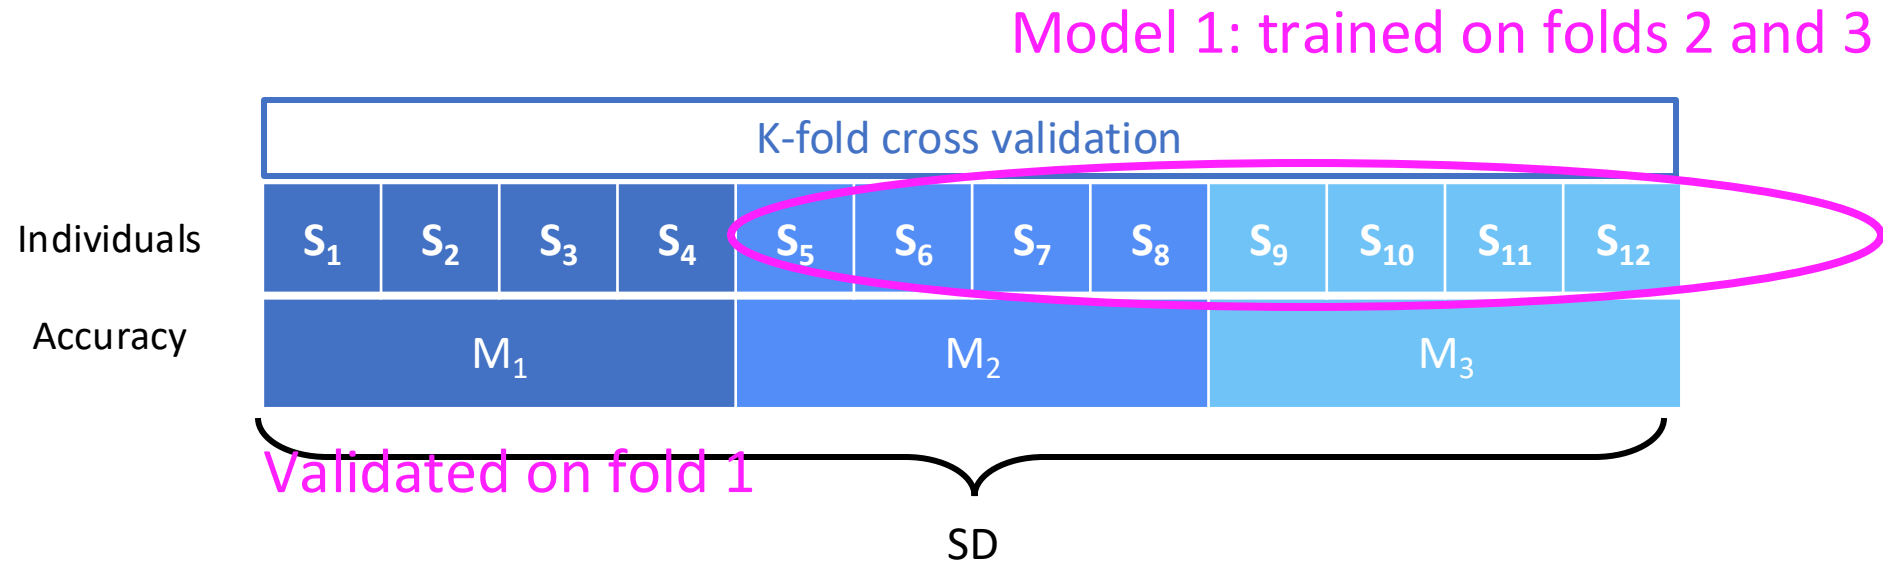 Model 1: trained on folds 2 and 3
K-fold cross validation
Individuals S₁ S₂ S₃ S₄ S₅ S₆ S₇ S₈ S₉ S₁₀ S₁₁ S₁₂
Accuracy M₁ M₂ M₃
Validated on fold 1
SD